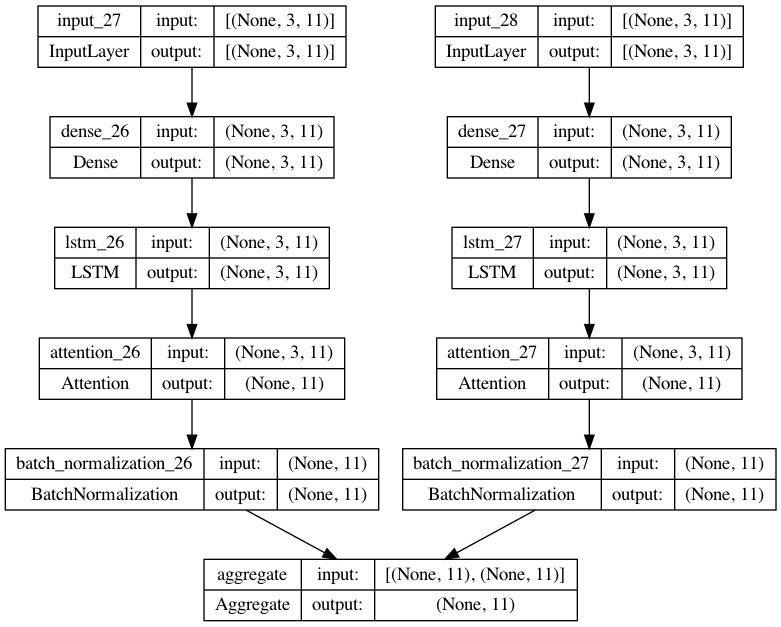 input_27 input: [(None, 3, 11)]
InputLayer output: [(None, 3, 11)]
input_28 input: [(None, 3, 11)]
InputLayer output: [(None, 3, 11)]
dense_26 input: (None, 3, 11)
Dense output: (None, 3, 11)
dense_27 input: (None, 3, 11)
Dense output: (None, 3, 11)
lstm_26 input: (None, 3, 11)
LSTM output: (None, 3, 11)
lstm_27 input: (None, 3, 11)
LSTM output: (None, 3, 11)
attention_26 input: (None, 3, 11)
Attention output: (None, 11)
attention_27 input: (None, 3, 11)
Attention output: (None, 11)
batch_normalization_26 input: (None, 11)
BatchNormalization output: (None, 11)
batch_normalization_27 input: (None, 11)
BatchNormalization output: (None, 11)
aggregate input: [(None, 11), (None, 11)]
Aggregate output: (None, 11)